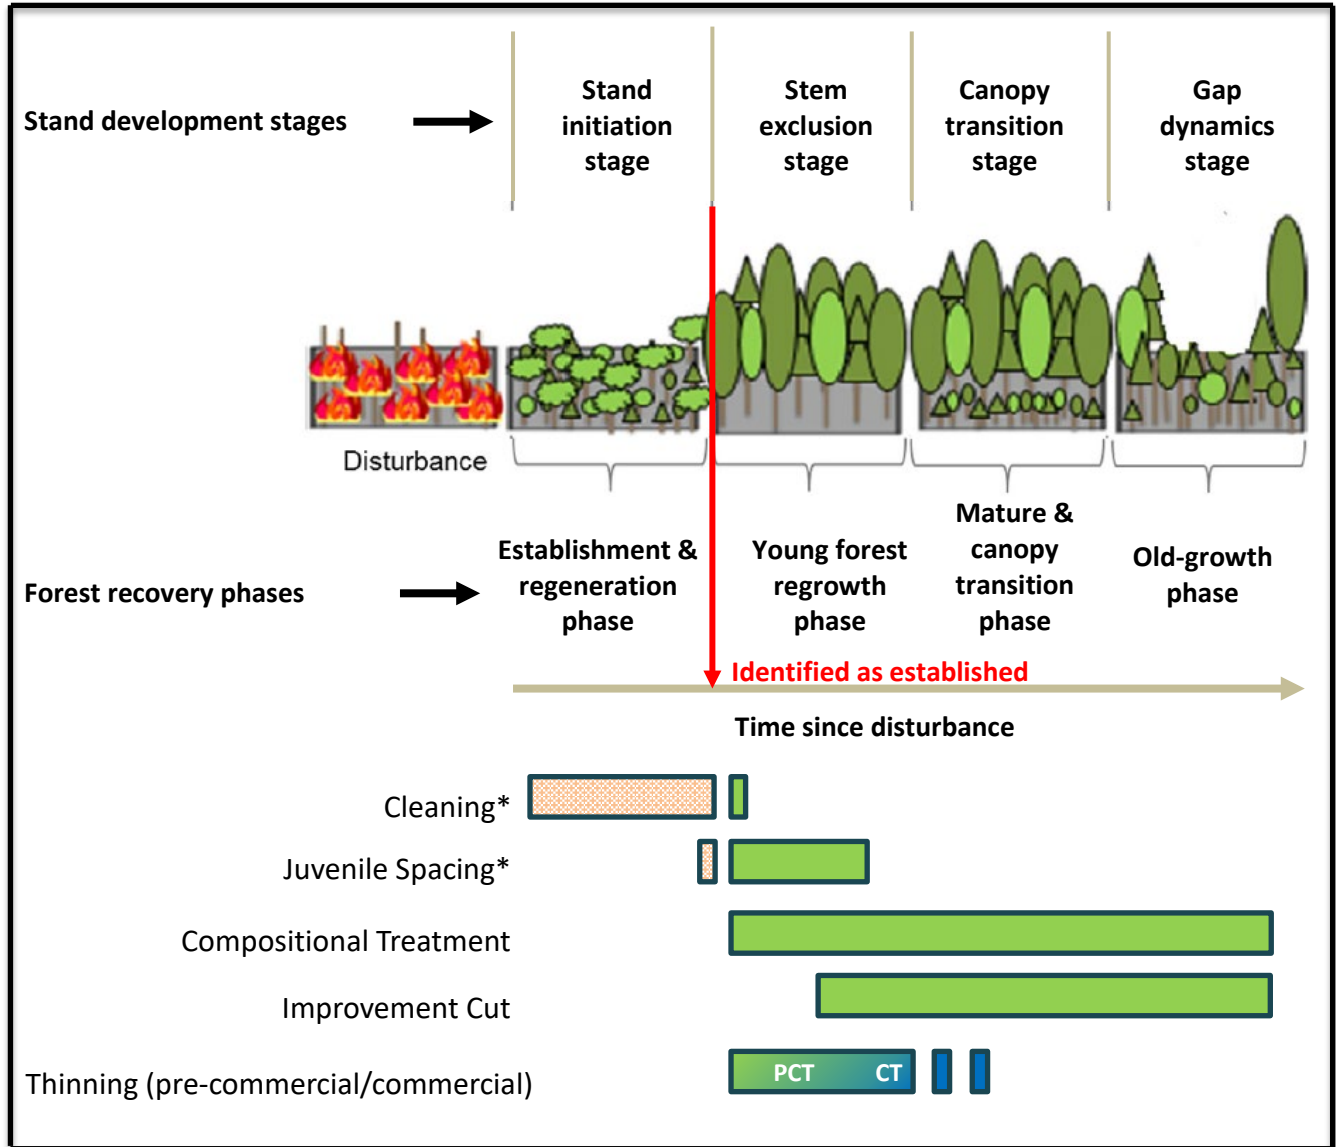 Stand development stages
Stand
initiation
stage
Stem
exclusion
stage
Canopy
transition
stage
Gap
dynamics
stage
Disturbance
Forest recovery phases
Establishment &
regeneration
phase
Young forest
regrowth
phase
Mature &
canopy
transition
phase
Old-growth
phase
Identified as established
Time since disturbance
Cleaning*
Juvenile Spacing*
Compositional Treatment
Improvement Cut
Thinning (pre-commercial/commercial)
PCT CT